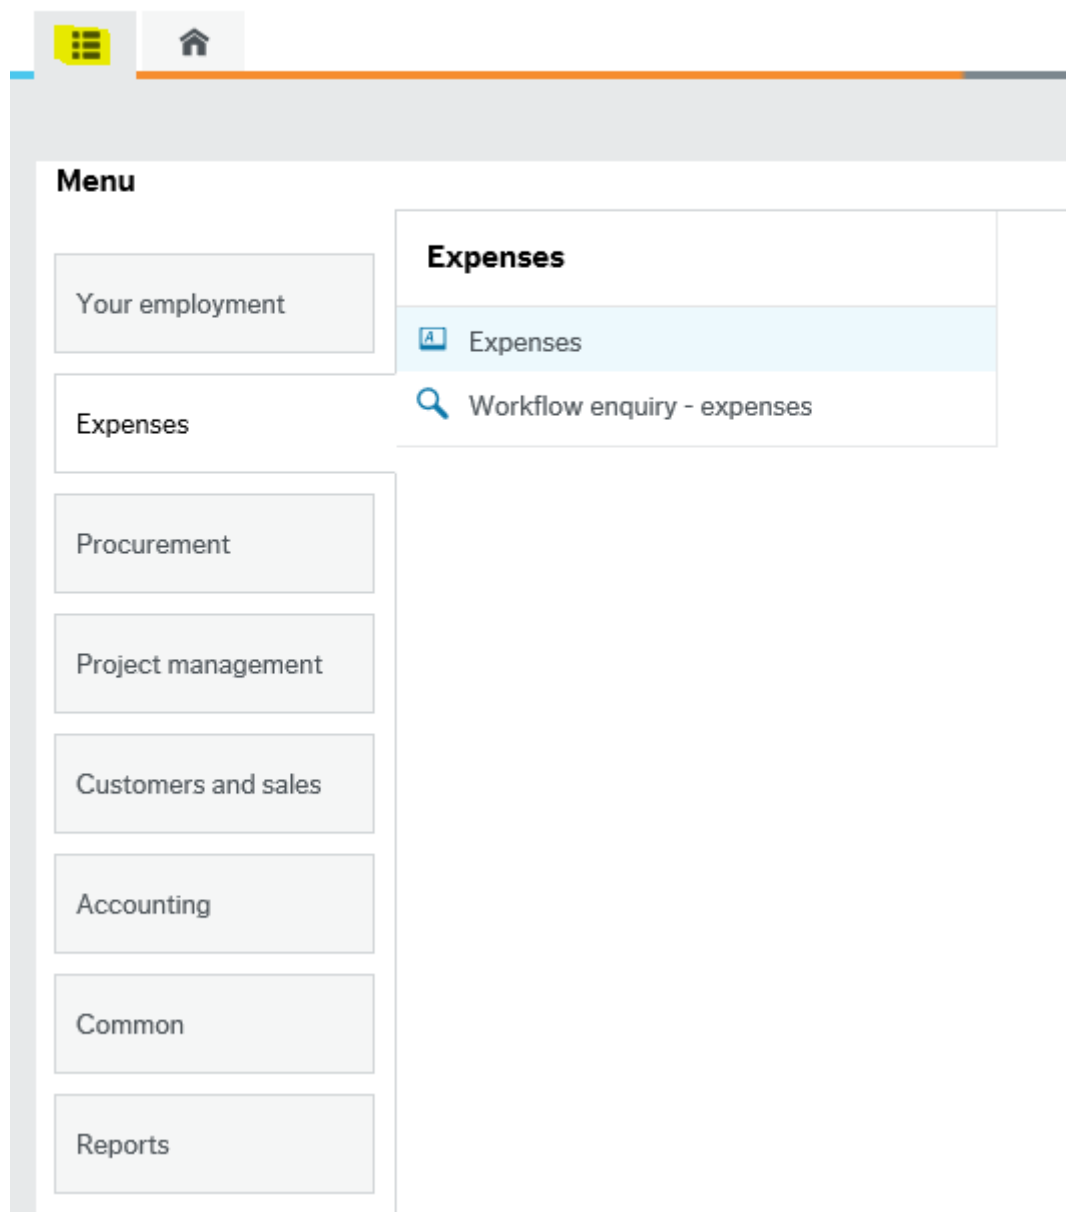 Menu
Your employment
Expenses
Procurement
Project management
Customers and sales
Accounting
Common
Reports
Expenses
Expenses
Workflow enquiry - expenses